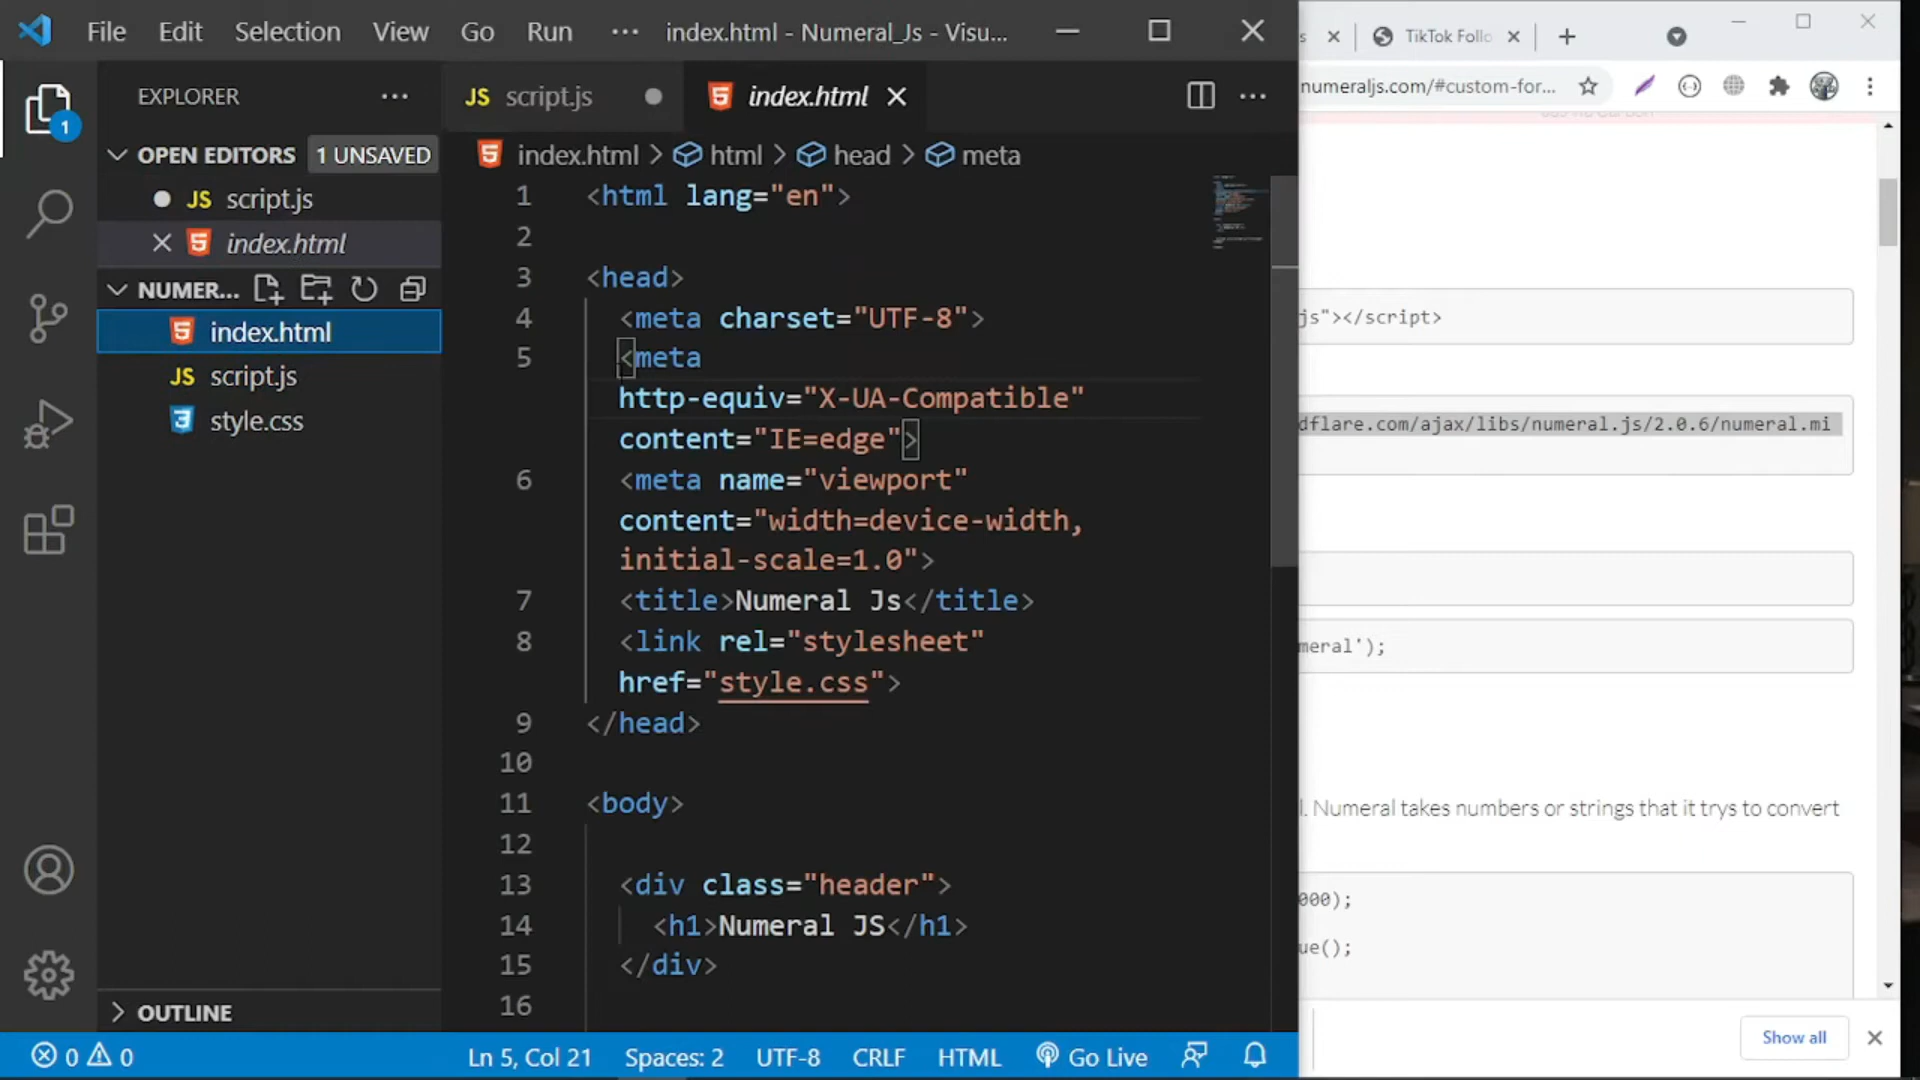 File Edit Selection View Go Run ··· index.html - Numeral_Js - Visu...
EXPLORER ···
OPEN EDITORS 1 UNSAVED
JS script.js
index.html
NUMER...
index.html
JS script.js
style.css
OUTLINE
1
JS script.js
index.html
index.html > html > head > meta
1 <html lang="en">
2
3 <head>
4 <meta charset="UTF-8">
5 <meta
http-equiv="X-UA-Compatible"
content="IE=edge">
6 <meta name="viewport"
content="width=device-width,
initial-scale=1.0">
7 <title>Numeral Js</title>
8 <link rel="stylesheet"
href="style.css">
9 </head>
10
11 <body>
12
13 <div class="header">
14 <h1>Numeral JS</h1>
15 </div>
16
0 0 Ln 5, Col 21 Spaces: 2 UTF-8 CRLF HTML Go Live
s TikTok Follo
numeraljs.com/#custom-for...
js"></script>
dflare.com/ajax/libs/numeral.js/2.0.6/numeral.mi
meral');
l. Numeral takes numbers or strings that it trys to convert
000);
ue();
Show all